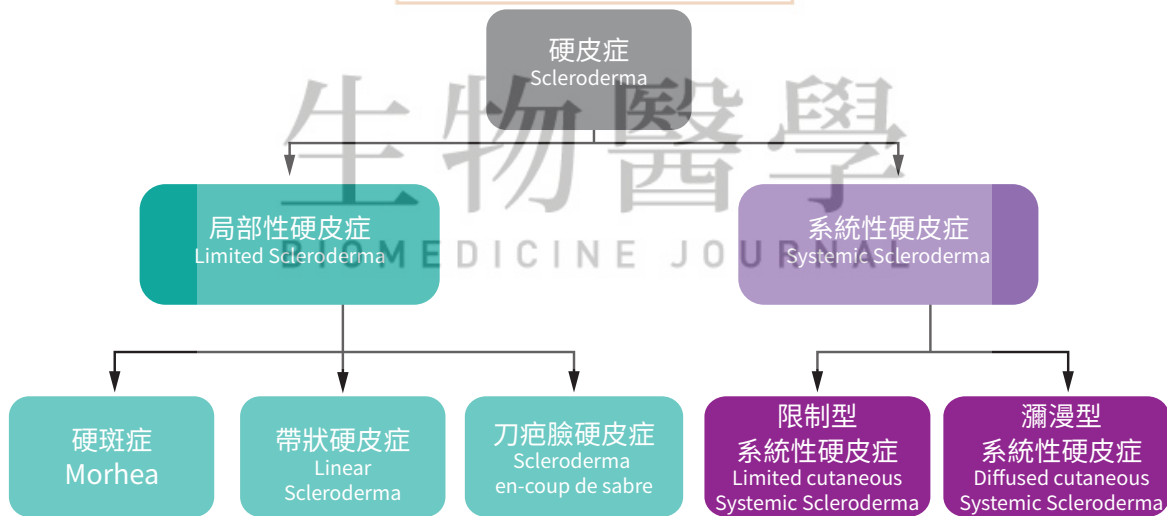 硬皮症
Scleroderma
生物醫學
BIOMEDICINE JOURNAL
局部性硬皮症
Limited Scleroderma
系統性硬皮症
Systemic Scleroderma
硬斑症
Morhea
帶狀硬皮症
Linear
Scleroderma
刀疤臉硬皮症
Scleroderma
en-coup de sabre
限制型
系統性硬皮症
Limited cutaneous
Systemic Scleroderma
瀰漫型
系統性硬皮症
Diffused cutaneous
Systemic Scleroderma